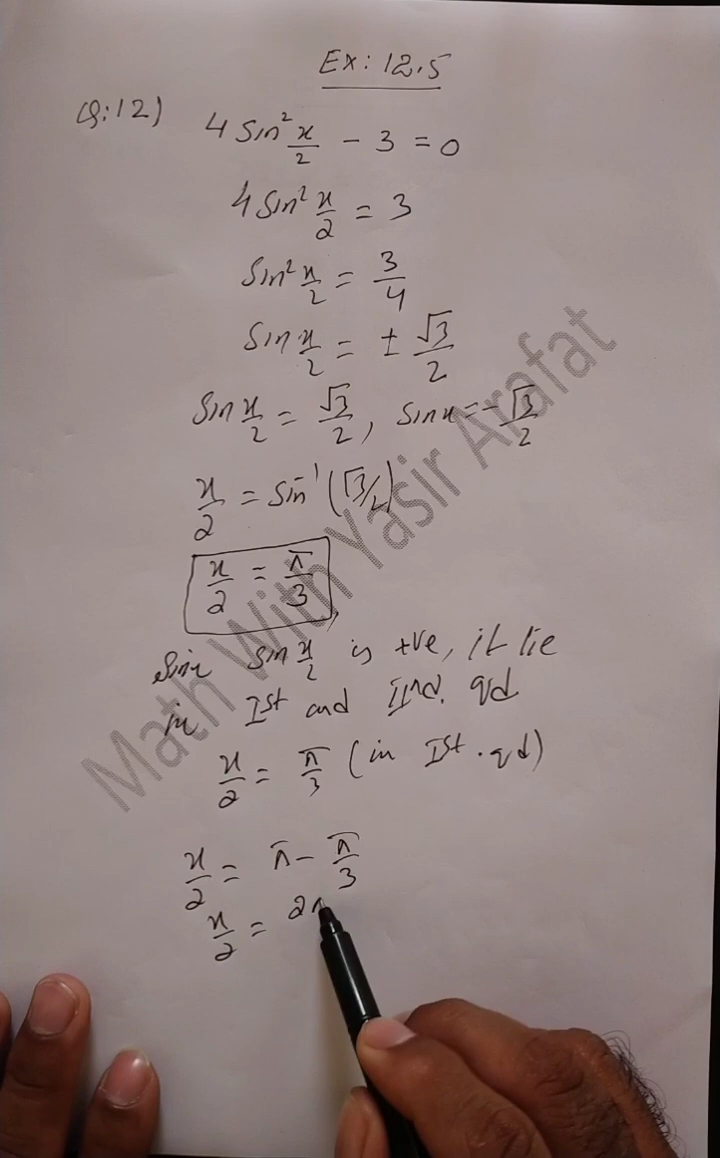 Ex: 12.5
Q:12) 4 Sin² x/2 - 3 = 0
4 Sin² x/2 = 3
Sin² x/2 = 3/4
Sin x/2 = ± √3/2
Sin x/2 = √3/2, Sin x = - √3/2
x/2 = Sin⁻¹ (√3/2)
x/2 = π/3
Sin x/2 is +ve, it lie
in Ist and IInd. qd
x/2 = π/3 (in Ist. qd)
x/2 = π - π/3
x/2 = 2π
Math With Yasir Arafat